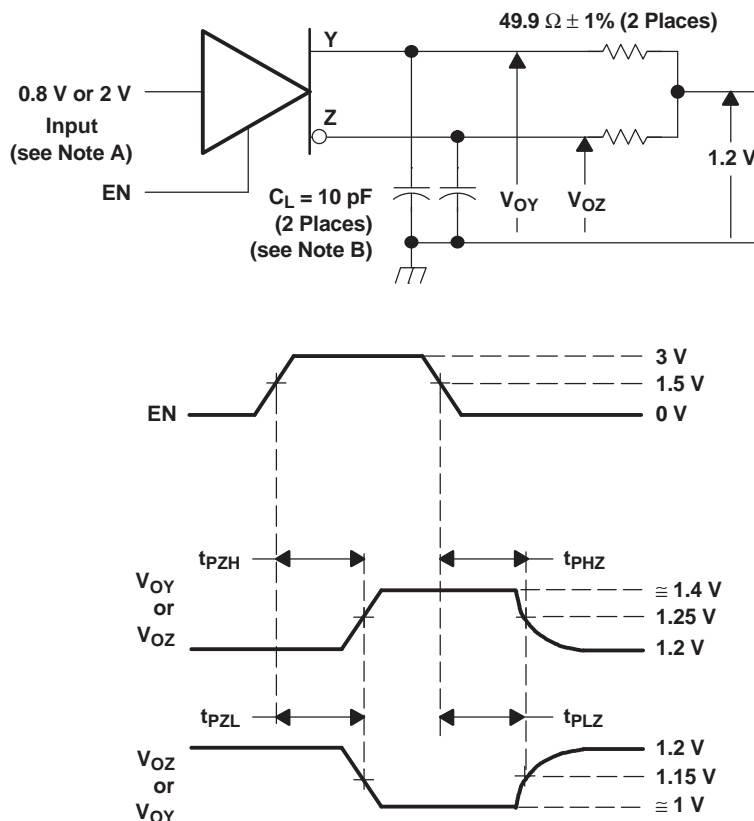 49.9 Ω ± 1% (2 Places)
Y
0.8 V or 2 V
Input
(see Note A)
Z
1.2 V
EN
C_L = 10 pF
(2 Places)
(see Note B)
V_OY
V_OZ
3 V
1.5 V
EN
0 V
t_PZH
t_PHZ
V_OY
or
V_OZ
≅ 1.4 V
1.25 V
1.2 V
t_PZL
t_PLZ
V_OZ
or
V_OY
1.2 V
1.15 V
≅ 1 V